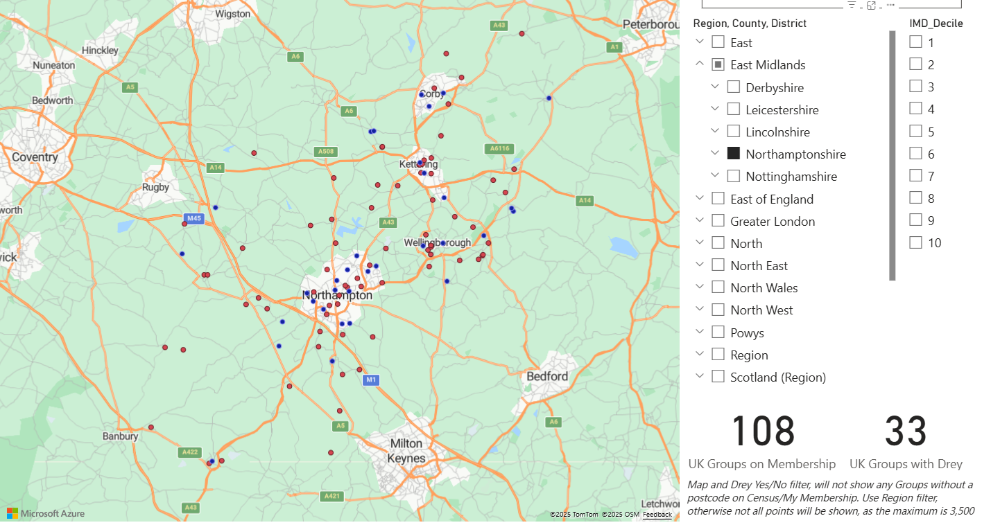 Wigston
A43
Peterborou
A1
Hinckley
A6
Nuneaton
A5
Corby
Bedworth
A6
A508
A6116
Coventry
Kettering
A14
Rugby
A14
worth
M45
A43
Wellingborough
ick
Northampton
M1
Bedford
A5
A6
Banbury
Milton
Keynes
A422
A421
A43
Letchwor
Microsoft Azure
©2025 TomTom ©2025 OSM Feedback
Region, County, District
East
East Midlands
Derbyshire
Leicestershire
Lincolnshire
Northamptonshire
Nottinghamshire
East of England
Greater London
North
North East
North Wales
North West
Powys
Region
Scotland (Region)
IMD_Decile
1
2
3
4
5
6
7
8
9
10
108
UK Groups on Membership
33
UK Groups with Drey
Map and Drey Yes/No filter, will not show any Groups without a
postcode on Census/My Membership. Use Region filter,
otherwise not all points will be shown, as the maximum is 3,500